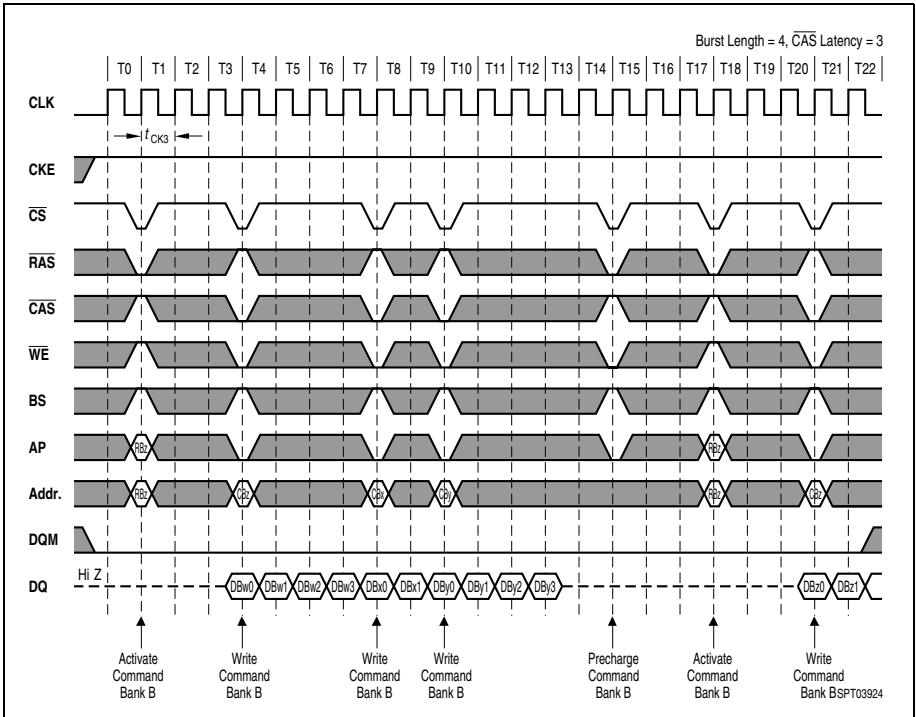 Burst Length = 4, CAS Latency = 3
T0 T1 T2 T3 T4 T5 T6 T7 T8 T9 T10 T11 T12 T13 T14 T15 T16 T17 T18 T19 T20 T21 T22
CLK
tCK3
CKE
CS
RAS
CAS
WE
BS
AP RBz RBz
Addr. RBz CBz CBx CBy RBz CBz
DQM
DQ Hi Z DBw0 DBw1 DBw2 DBw3 DBx0 DBx1 DBy0 DBy1 DBy2 DBy3 DBz0 DBz1
Activate Write Write Write Precharge Activate Write
Command Command Command Command Command Command Command
Bank B Bank B Bank B Bank B Bank B Bank B Bank B SPT03924